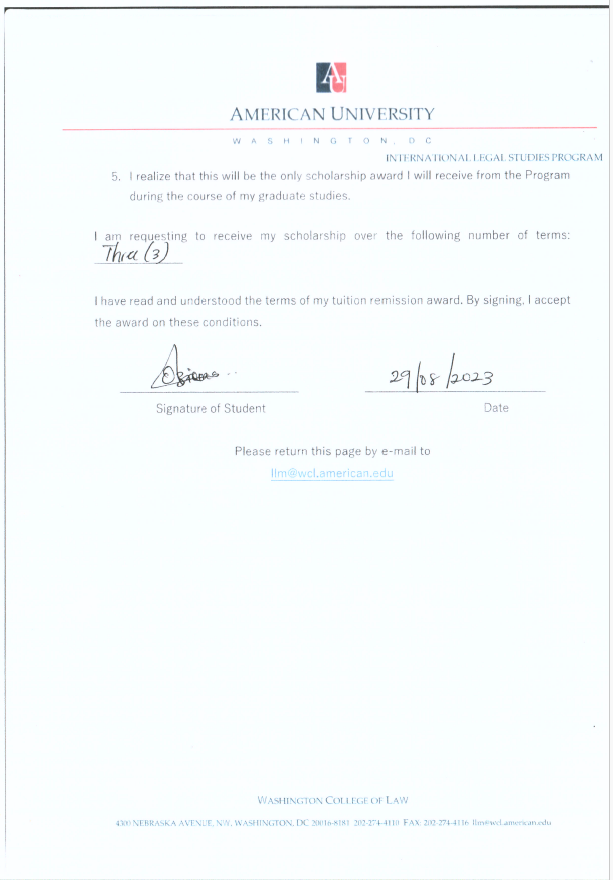 AU
AMERICAN UNIVERSITY
WASHINGTON, DC
INTERNATIONAL LEGAL STUDIES PROGRAM
5. I realize that this will be the only scholarship award I will receive from the Program
during the course of my graduate studies.
I am requesting to receive my scholarship over the following number of terms:
(3)
I have read and understood the terms of my tuition remission award. By signing, I accept
the award on these conditions.
29/08/2023
Signature of Student Date
Please return this page by e-mail to
llm@wcl.american.edu
WASHINGTON COLLEGE OF LAW
4300 NEBRASKA AVENUE, NW, WASHINGTON, DC 20016-8181 202-274-4110 FAX: 202-274-4116 llm@wcl.american.edu